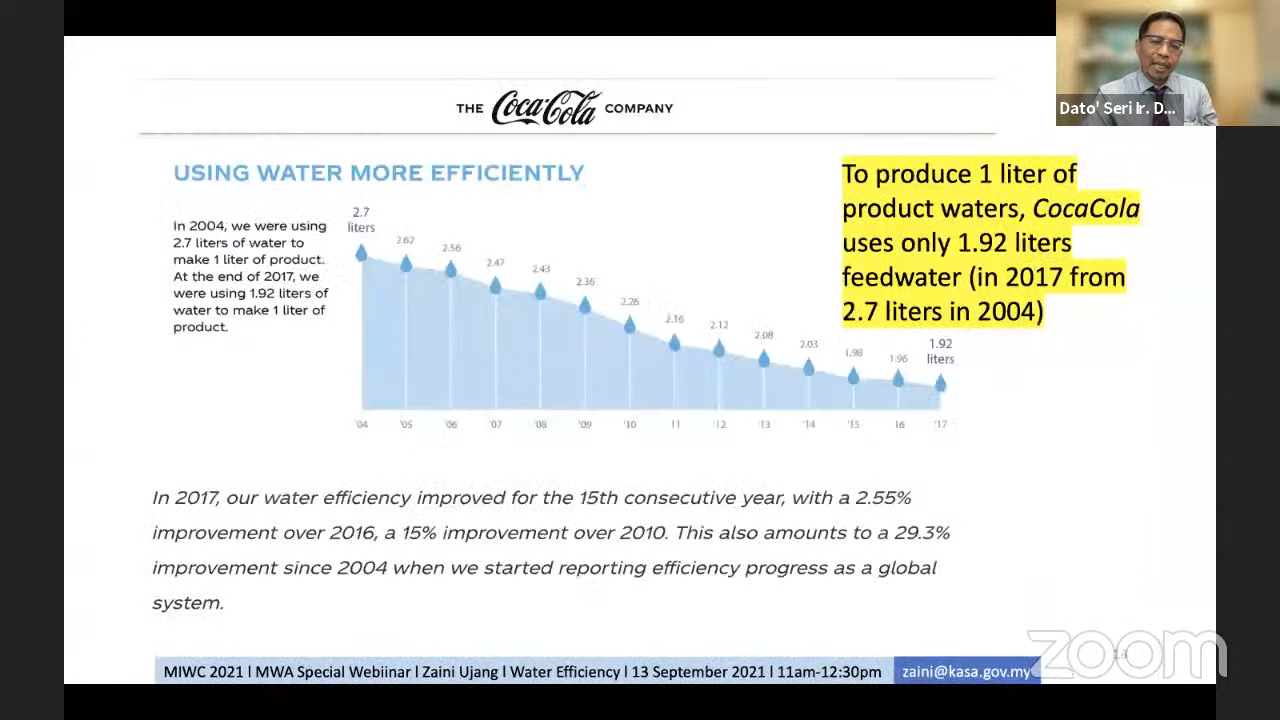 Dato' Seri Ir. D...
THE Coca-Cola COMPANY
USING WATER MORE EFFICIENTLY
In 2004, we were using
2.7 liters of water to
make 1 liter of product.
At the end of 2017, we
were using 1.92 liters of
water to make 1 liter of
product.
2.7
liters
2.62
2.56
2.47
2.43
2.36
2.26
2.16
2.12
2.08
2.03
1.98
1.96
1.92
liters
'04
'05
'06
'07
'08
'09
'10
11
'12
'13
'14
'15
16
'17
To produce 1 liter of
product waters, CocaCola
uses only 1.92 liters
feedwater (in 2017 from
2.7 liters in 2004)
In 2017, our water efficiency improved for the 15th consecutive year, with a 2.55%
improvement over 2016, a 15% improvement over 2010. This also amounts to a 29.3%
improvement since 2004 when we started reporting efficiency progress as a global
system.
MIWC 2021 l MWA Special Webiinar l Zaini Ujang l Water Efficiency l 13 September 2021 l 11am-12:30pm
zaini@kasa.gov.my
zoom